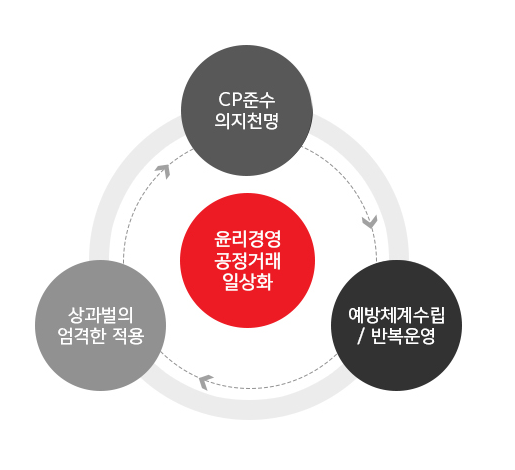 CP준수
의지천명
윤리경영
공정거래
일상화
상과벌의
엄격한 적용
예방체계수립
/ 반복운영